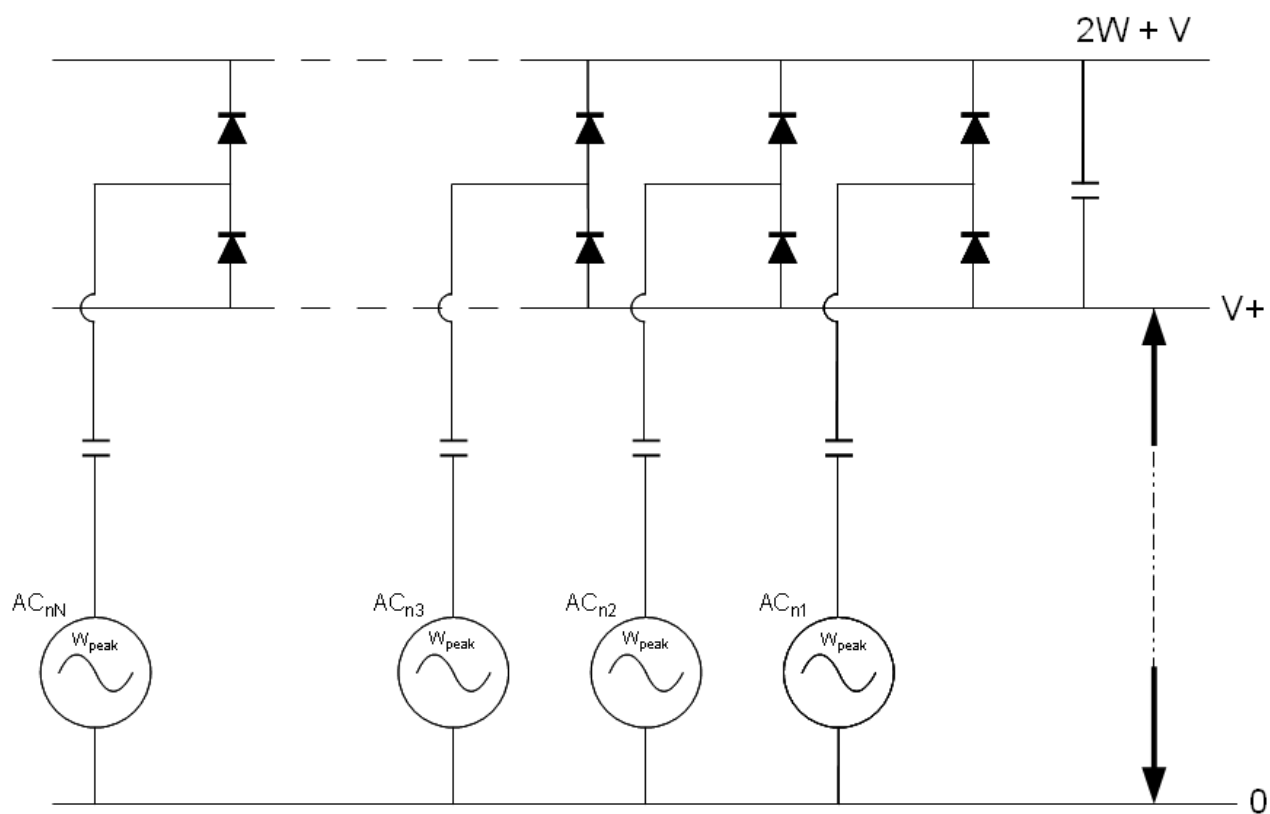 2W + V
V+
AC_nN
W_peak
AC_n3
W_peak
AC_n2
W_peak
AC_n1
W_peak
0